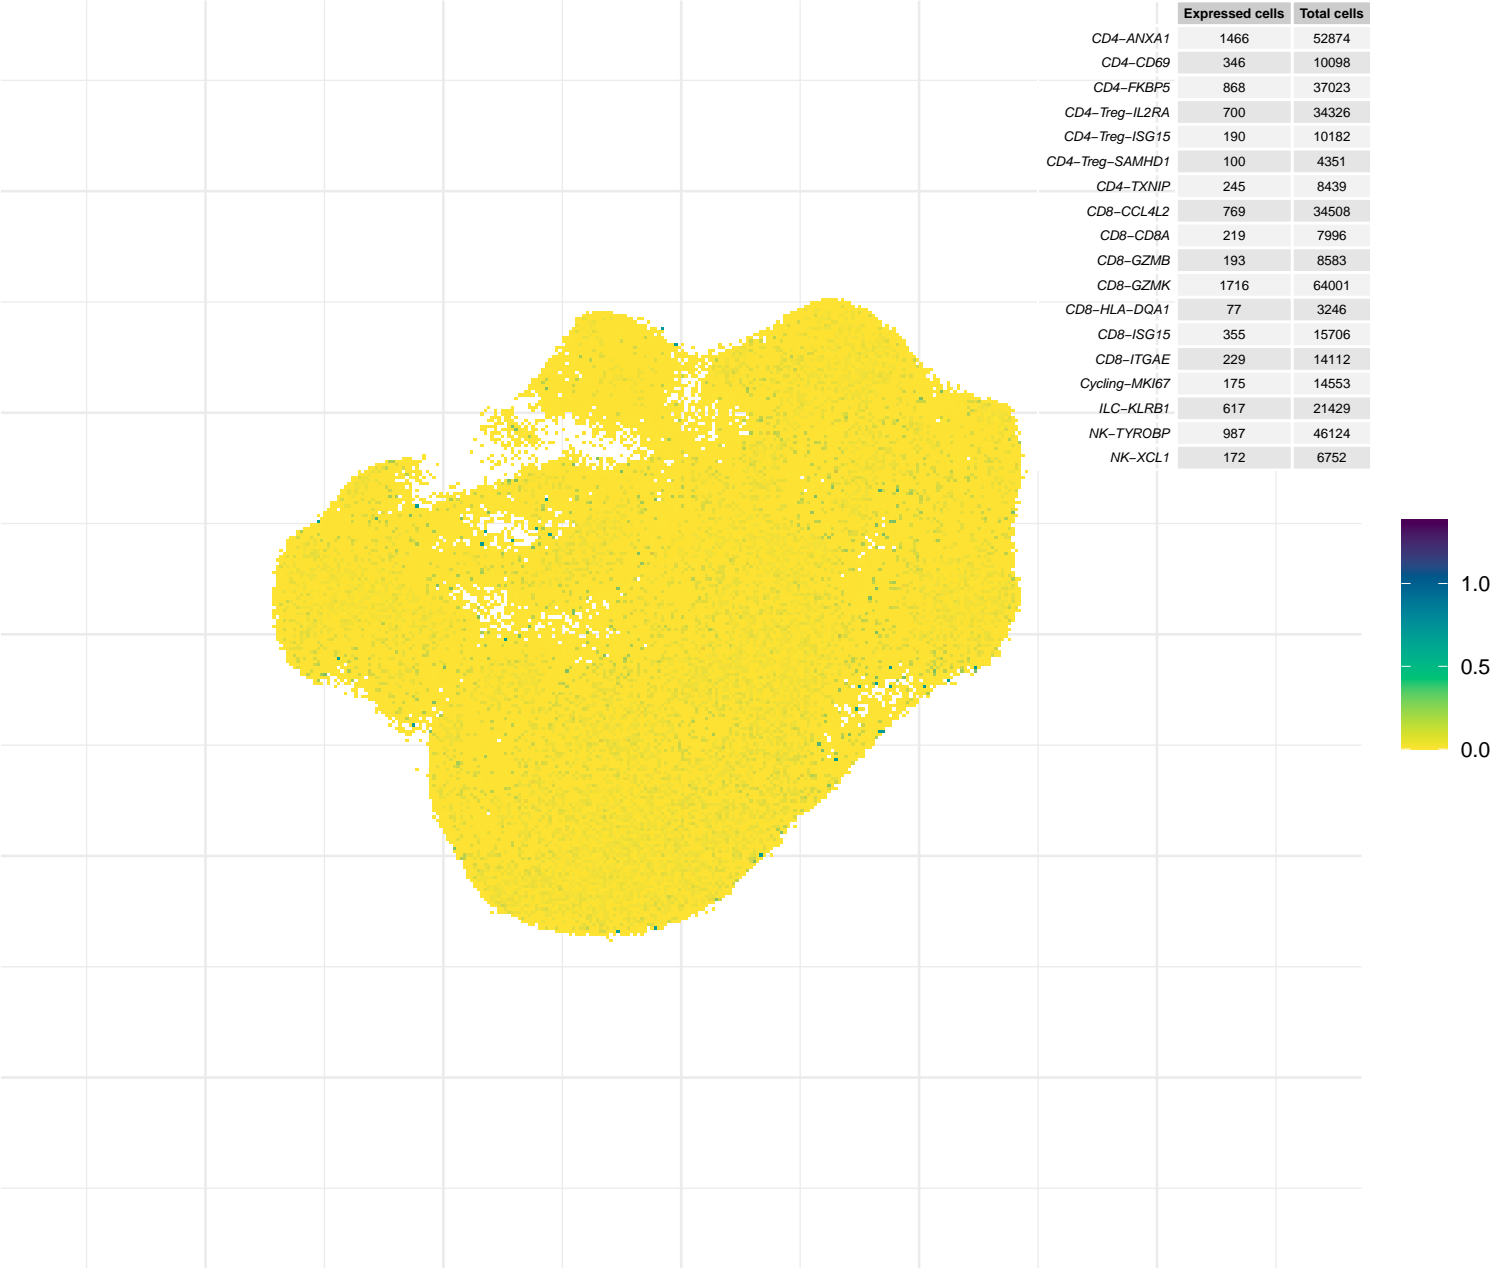 Expressed cells Total cells
CD4−ANXA1 1466 52874
CD4−CD69 346 10098
CD4−FKBP5 868 37023
CD4−Treg−IL2RA 700 34326
CD4−Treg−ISG15 190 10182
CD4−Treg−SAMHD1 100 4351
CD4−TXNIP 245 8439
CD8−CCL4L2 769 34508
CD8−CD8A 219 7996
CD8−GZMB 193 8583
CD8−GZMK 1716 64001
CD8−HLA−DQA1 77 3246
CD8−ISG15 355 15706
CD8−ITGAE 229 14112
Cycling−MKI67 175 14553
ILC−KLRB1 617 21429
NK−TYROBP 987 46124
NK−XCL1 172 6752
1.0
0.5
0.0